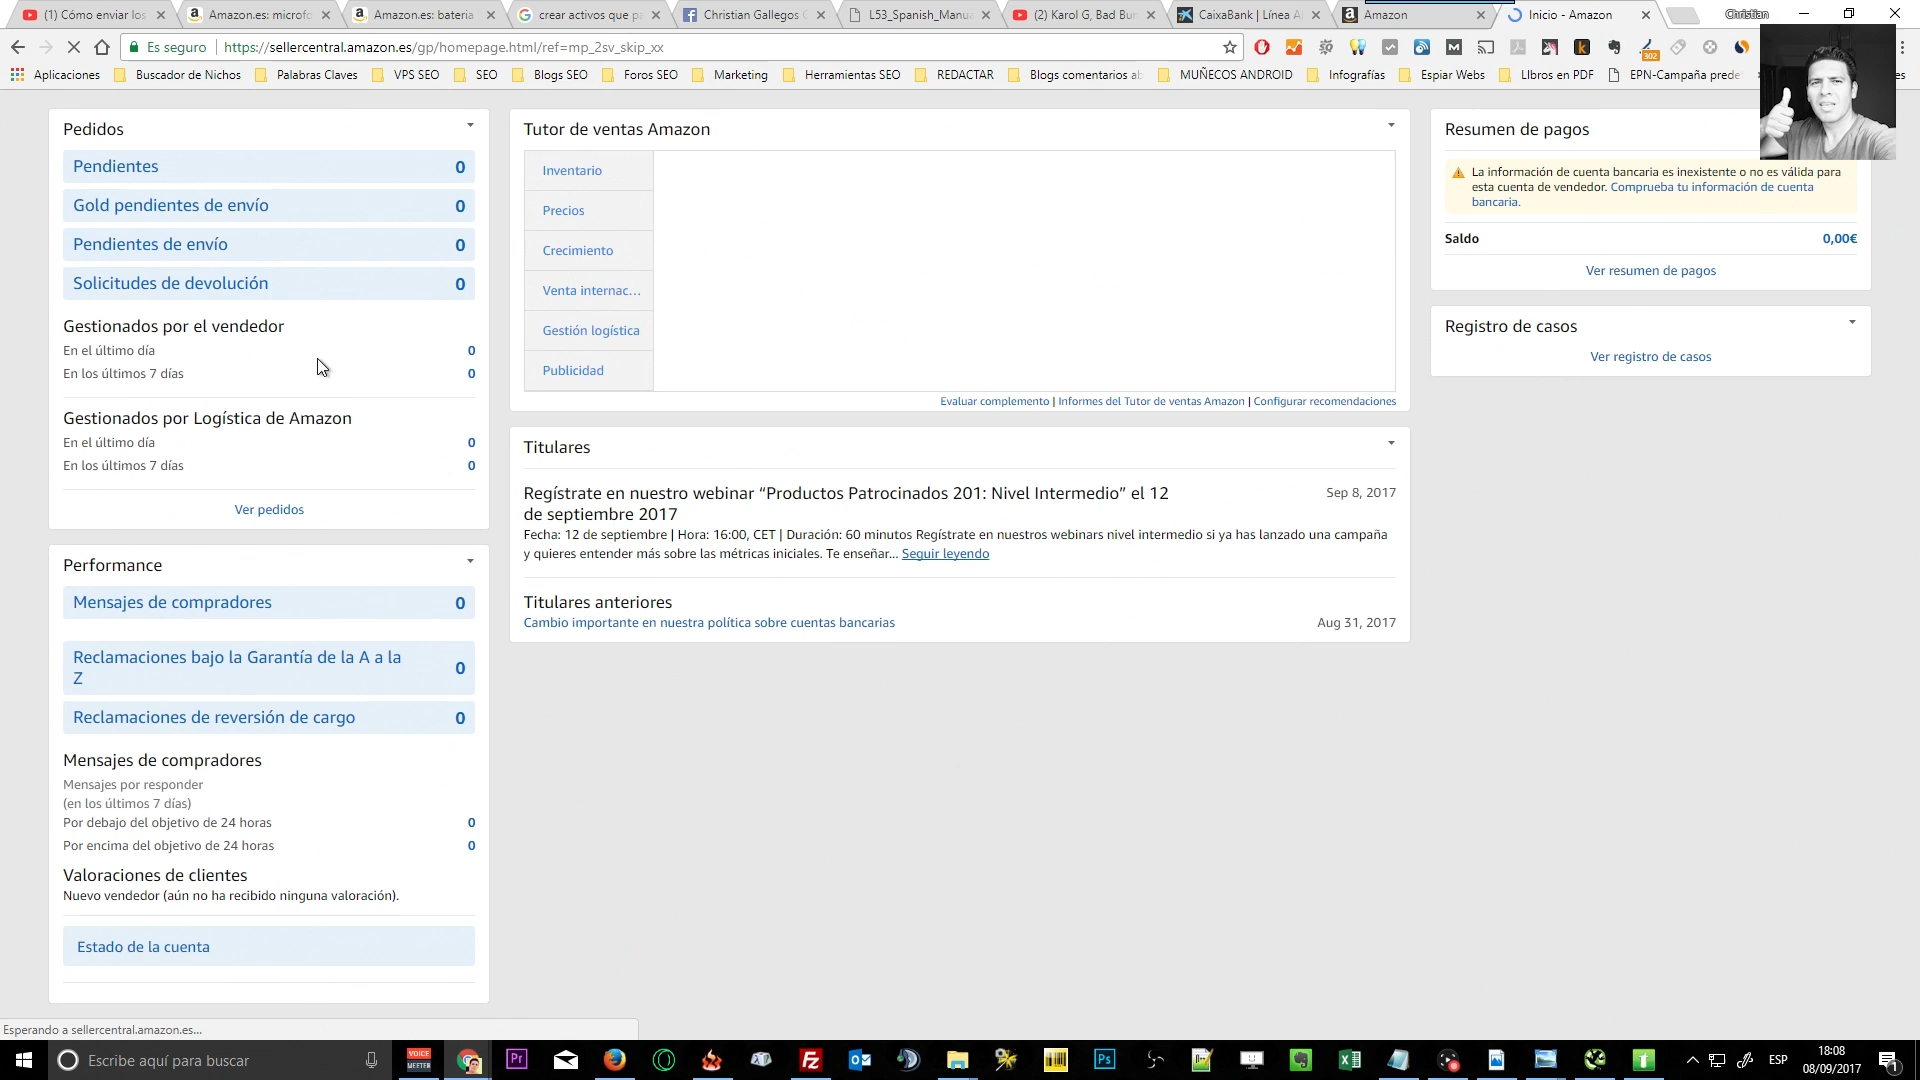 (1) Cómo enviar los
Amazon.es: microfo
Amazon.es: bateria
crear activos que pa
Christian Gallegos C
L53_Spanish_Manu
(2) Karol G, Bad Bun
CaixaBank | Línea A
Amazon
Inicio - Amazon
Christian
Es seguro
https://sellercentral.amazon.es/gp/homepage.html/ref=mp_2sv_skip_xx
302
Aplicaciones
Buscador de Nichos
Palabras Claves
VPS SEO
SEO
Blogs SEO
Foros SEO
Marketing
Herramientas SEO
REDACTAR
Blogs comentarios ab
MUÑECOS ANDROID
Infografías
Espiar Webs
LIbros en PDF
EPN-Campaña prede
Pedidos
Pendientes 0
Gold pendientes de envío 0
Pendientes de envío 0
Solicitudes de devolución 0
Gestionados por el vendedor
En el último día 0
En los últimos 7 días 0
Gestionados por Logística de Amazon
En el último día 0
En los últimos 7 días 0
Ver pedidos
Performance
Mensajes de compradores 0
Reclamaciones bajo la Garantía de la A a la
Z 0
Reclamaciones de reversión de cargo 0
Mensajes de compradores
Mensajes por responder
(en los últimos 7 días)
Por debajo del objetivo de 24 horas 0
Por encima del objetivo de 24 horas 0
Valoraciones de clientes
Nuevo vendedor (aún no ha recibido ninguna valoración).
Estado de la cuenta
Tutor de ventas Amazon
Inventario
Precios
Crecimiento
Venta internac...
Gestión logística
Publicidad
Evaluar complemento | Informes del Tutor de ventas Amazon | Configurar recomendaciones
Titulares
Regístrate en nuestro webinar “Productos Patrocinados 201: Nivel Intermedio” el 12 Sep 8, 2017
de septiembre 2017
Fecha: 12 de septiembre | Hora: 16:00, CET | Duración: 60 minutos Regístrate en nuestros webinars nivel intermedio si ya has lanzado una campaña
y quieres entender más sobre las métricas iniciales. Te enseñar... Seguir leyendo
Titulares anteriores
Cambio importante en nuestra política sobre cuentas bancarias Aug 31, 2017
Resumen de pagos
La información de cuenta bancaria es inexistente o no es válida para
esta cuenta de vendedor. Comprueba tu información de cuenta
bancaria.
Saldo 0,00€
Ver resumen de pagos
Registro de casos
Ver registro de casos
Esperando a sellercentral.amazon.es...
Escribe aquí para buscar
VOICE
MEETER
Pr
Fz
Ps
ESP
18:08
08/09/2017
1